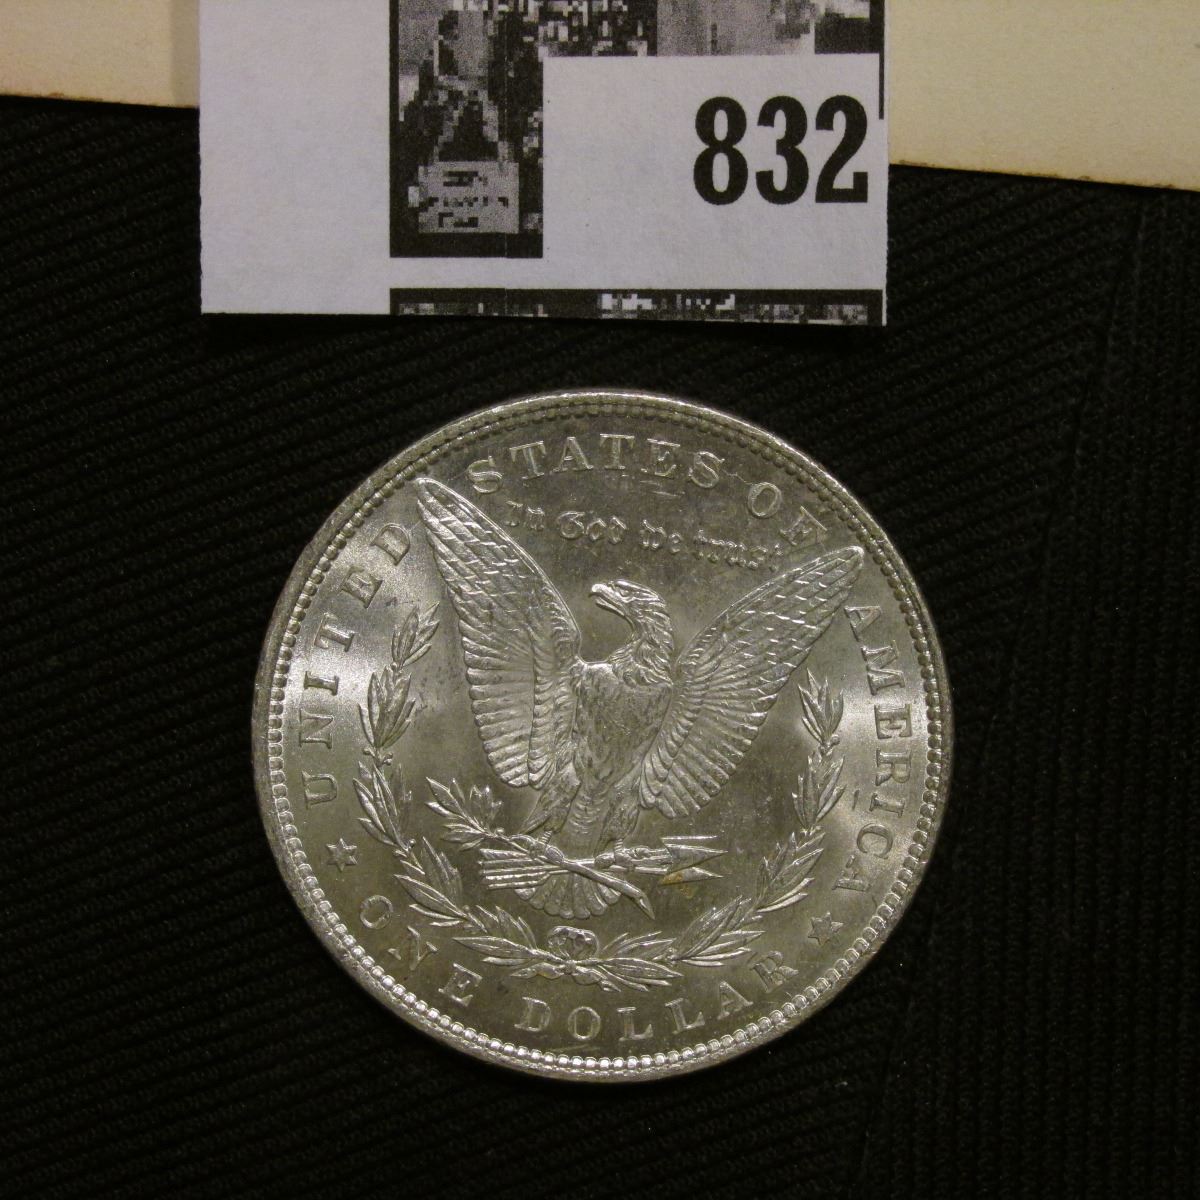 832
UNITED STATES OF AMERICA
In God we trust.
ONE DOLLAR